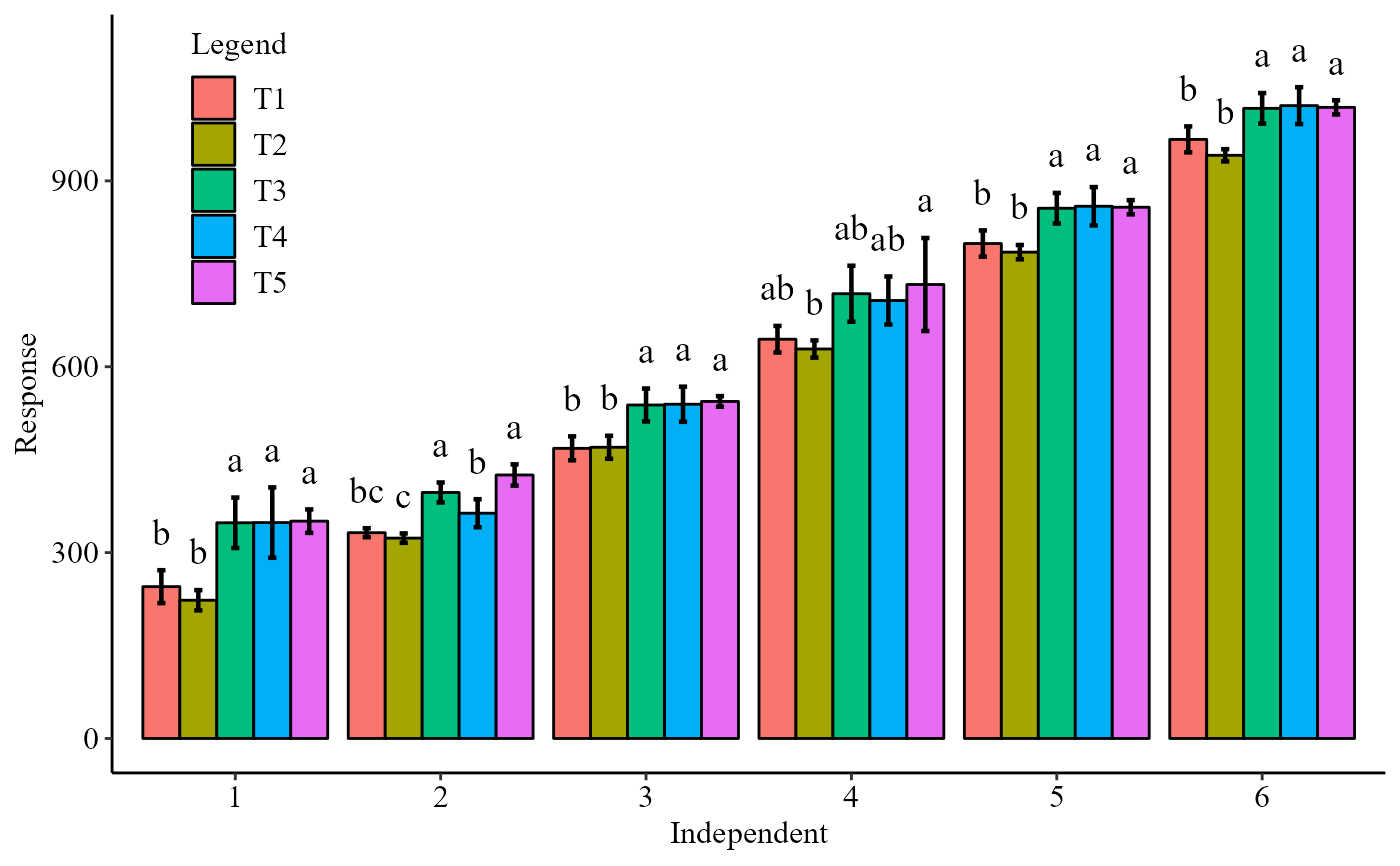 Legend
T1
T2
T3
T4
T5
Response
900
600
300
0
b b a a a
bc c a b a
b b a a a
ab b ab ab a
b b a a a
b b a a a
1 2 3 4 5 6
Independent